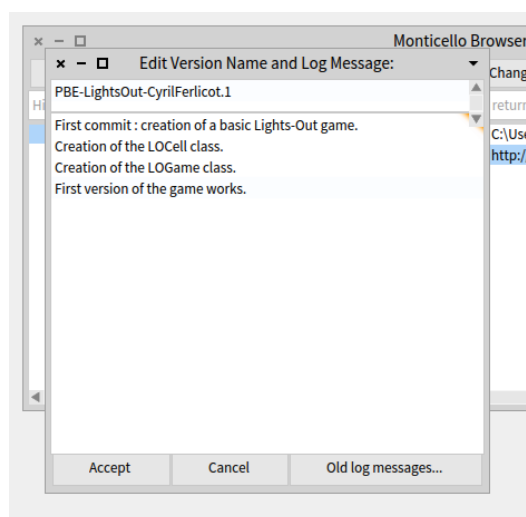 Monticello Browser
Edit Version Name and Log Message:
Chang
PBE-LightsOut-CyrilFerlicot.1
Hi
return
First commit : creation of a basic Lights-Out game.
C:\Use
Creation of the LOCell class.
http:/
Creation of the LOGame class.
First version of the game works.
Accept
Cancel
Old log messages...